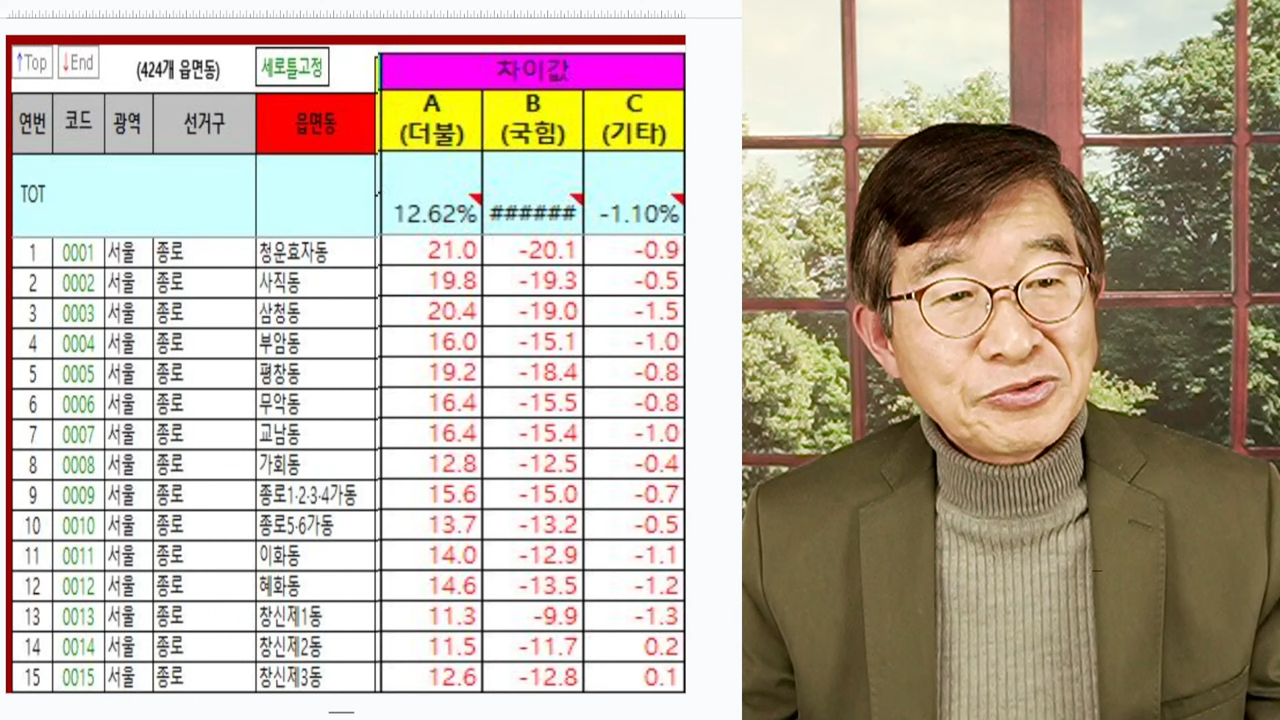 ↑Top ↓End (424개 읍면동) 세로틀고정 차이값
연번 코드 광역 선거구 읍면동 A (더불) B (국힘) C (기타)
TOT 12.62% ###### -1.10%
1 0001 서울 종로 청운효자동 21.0 -20.1 -0.9
2 0002 서울 종로 사직동 19.8 -19.3 -0.5
3 0003 서울 종로 삼청동 20.4 -19.0 -1.5
4 0004 서울 종로 부암동 16.0 -15.1 -1.0
5 0005 서울 종로 평창동 19.2 -18.4 -0.8
6 0006 서울 종로 무악동 16.4 -15.5 -0.8
7 0007 서울 종로 교남동 16.4 -15.4 -1.0
8 0008 서울 종로 가회동 12.8 -12.5 -0.4
9 0009 서울 종로 종로1·2·3·4가동 15.6 -15.0 -0.7
10 0010 서울 종로 종로5·6가동 13.7 -13.2 -0.5
11 0011 서울 종로 이화동 14.0 -12.9 -1.1
12 0012 서울 종로 혜화동 14.6 -13.5 -1.2
13 0013 서울 종로 창신제1동 11.3 -9.9 -1.3
14 0014 서울 종로 창신제2동 11.5 -11.7 0.2
15 0015 서울 종로 창신제3동 12.6 -12.8 0.1